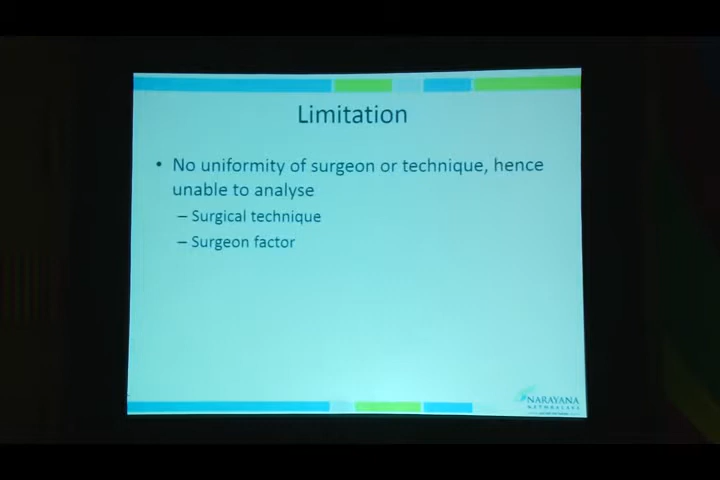 Limitation
• No uniformity of surgeon or technique, hence
unable to analyse
– Surgical technique
– Surgeon factor
NARAYANA